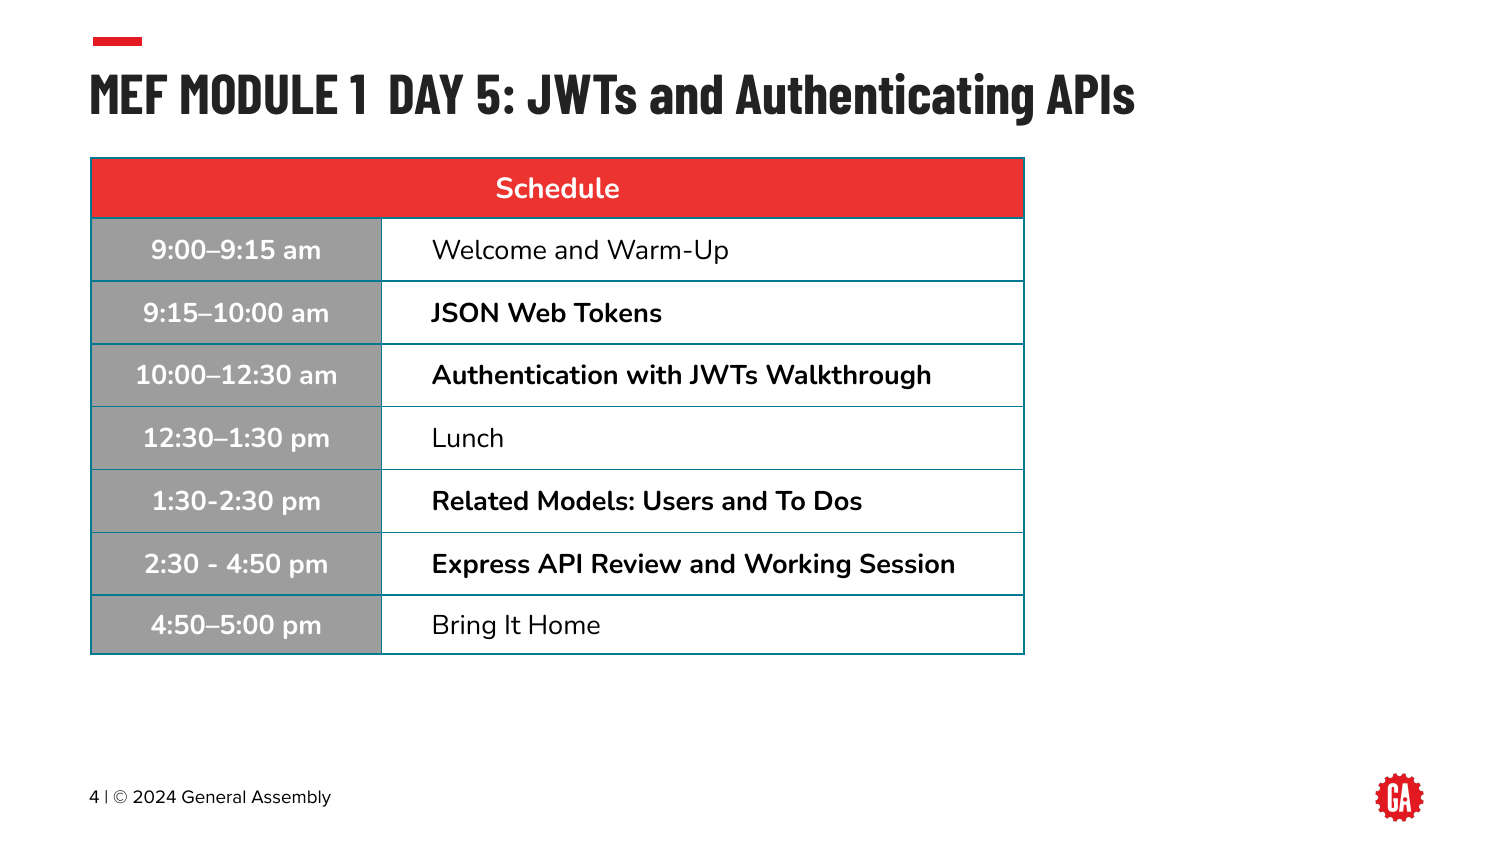 MEF MODULE 1  DAY 5: JWTs and Authenticating APIs
Schedule
9:00–9:15 am Welcome and Warm-Up
9:15–10:00 am JSON Web Tokens
10:00–12:30 am Authentication with JWTs Walkthrough
12:30–1:30 pm Lunch
1:30-2:30 pm Related Models: Users and To Dos
2:30 - 4:50 pm Express API Review and Working Session
4:50–5:00 pm Bring It Home
4 | © 2024 General Assembly
GA